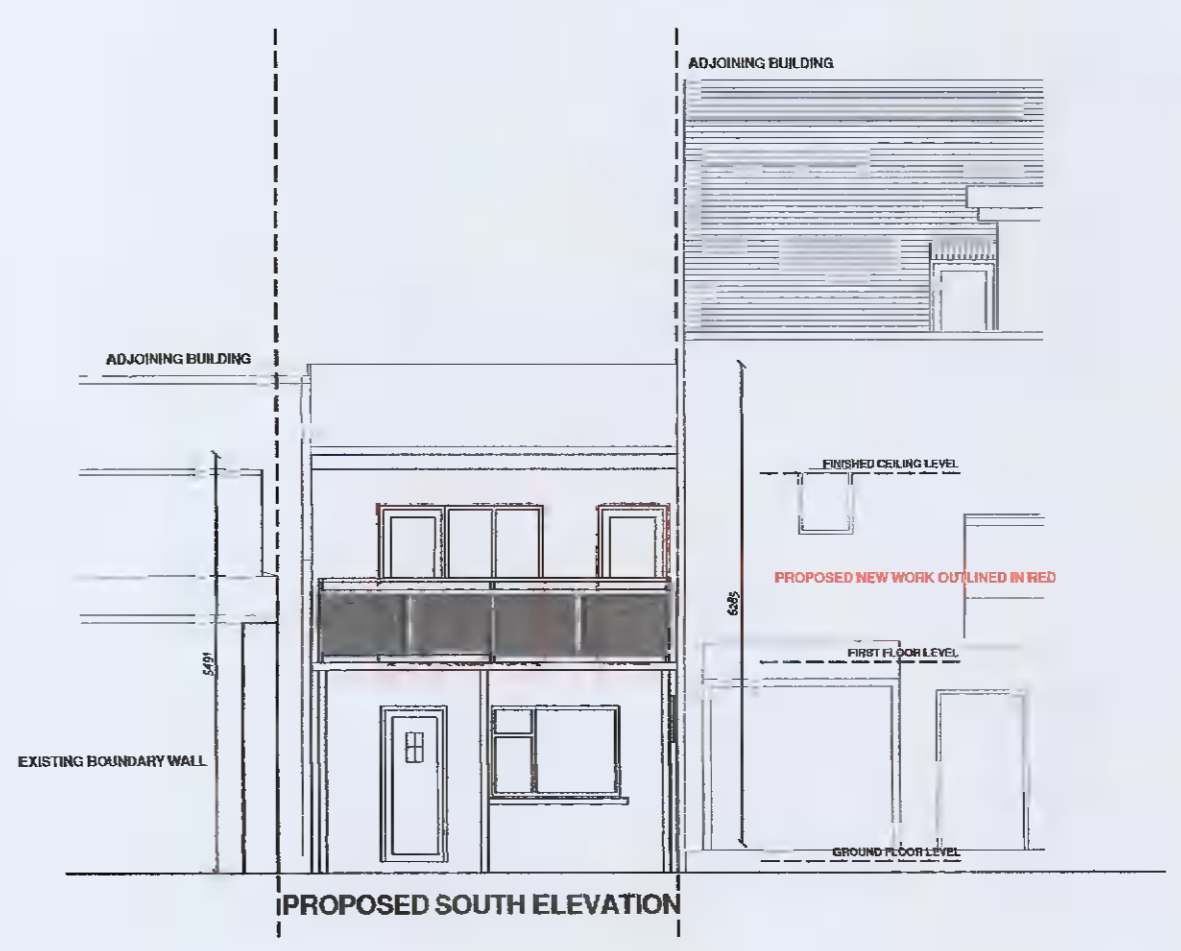 ADJOINING BUILDING
ADJOINING BUILDING
FINISHED CEILING LEVEL
PROPOSED NEW WORK OUTLINED IN RED
6285
FIRST FLOOR LEVEL
5491
EXISTING BOUNDARY WALL
GROUND FLOOR LEVEL
PROPOSED SOUTH ELEVATION